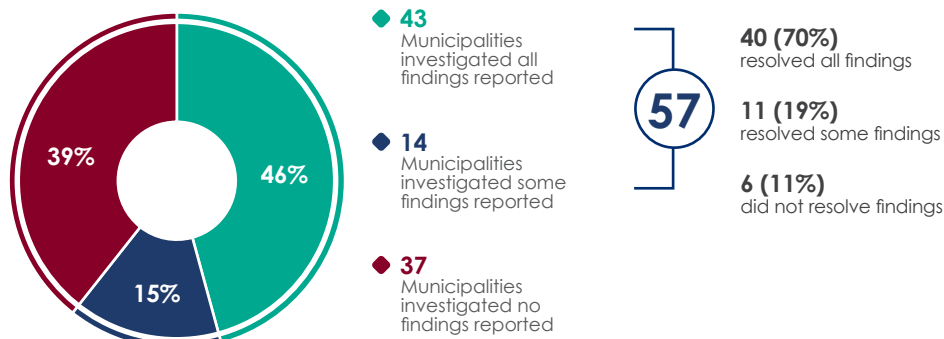 46%
15%
39%
43
Municipalities
investigated all
findings reported
14
Municipalities
investigated some
findings reported
37
Municipalities
investigated no
findings reported
57
40 (70%)
resolved all findings
11 (19%)
resolved some findings
6 (11%)
did not resolve findings